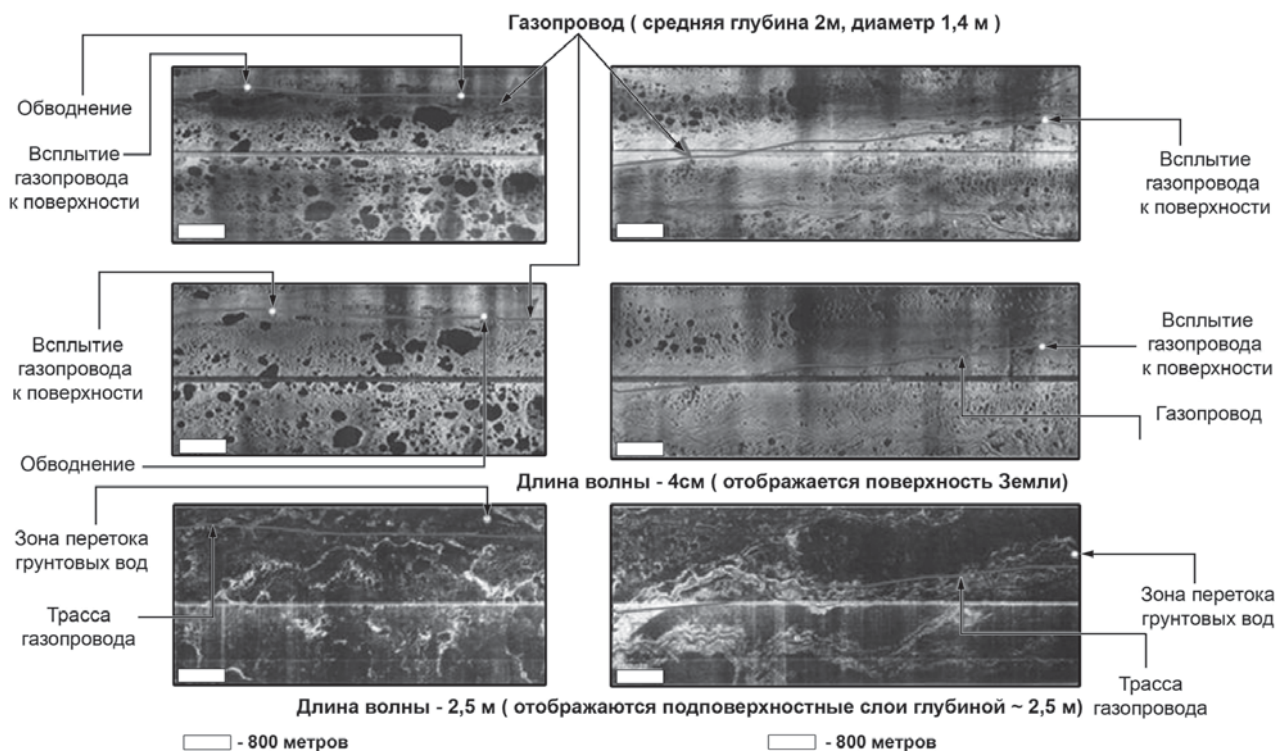 Газопровод ( средняя глубина 2м, диаметр 1,4 м )
Обводнение
Всплытие
газопровода
к поверхности
Всплытие
газопровода
к поверхности
Всплытие
газопровода
к поверхности
Обводнение
Всплытие
газопровода
к поверхности
Газопровод
Длина волны - 4см ( отображается поверхность Земли)
Зона перетока
грунтовых вод
Трасса
газопровода
Зона перетока
грунтовых вод
Трасса
газопровода
Длина волны - 2,5 м ( отображаются подповерхностные слои глубиной ~ 2,5 м)
- 800 метров
- 800 метров